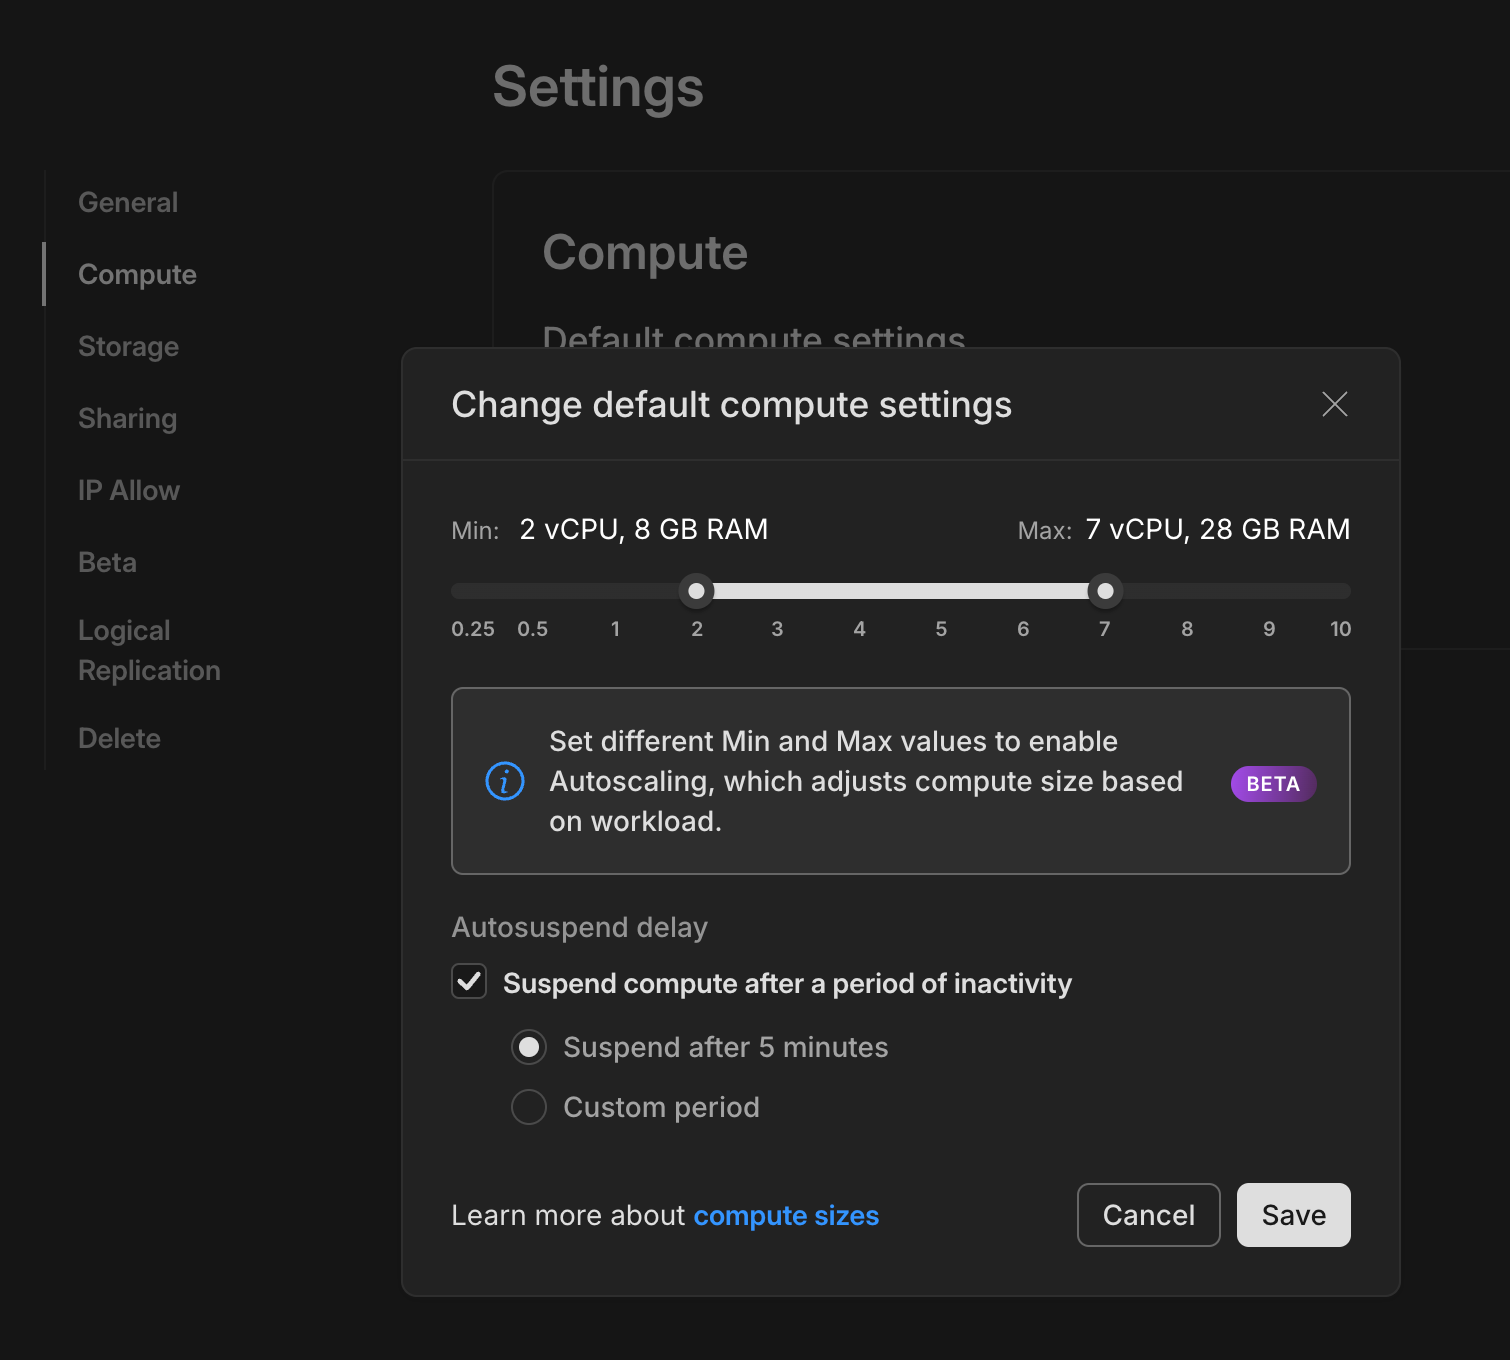 Settings
General
Compute
Storage
Sharing
IP Allow
Beta
Logical
Replication
Delete
Compute
Default compute settings
Change default compute settings
Min: 2 vCPU, 8 GB RAM
Max: 7 vCPU, 28 GB RAM
0.25 0.5 1 2 3 4 5 6 7 8 9 10
Set different Min and Max values to enable
Autoscaling, which adjusts compute size based
on workload.
BETA
Autosuspend delay
Suspend compute after a period of inactivity
Suspend after 5 minutes
Custom period
Learn more about compute sizes
Cancel
Save